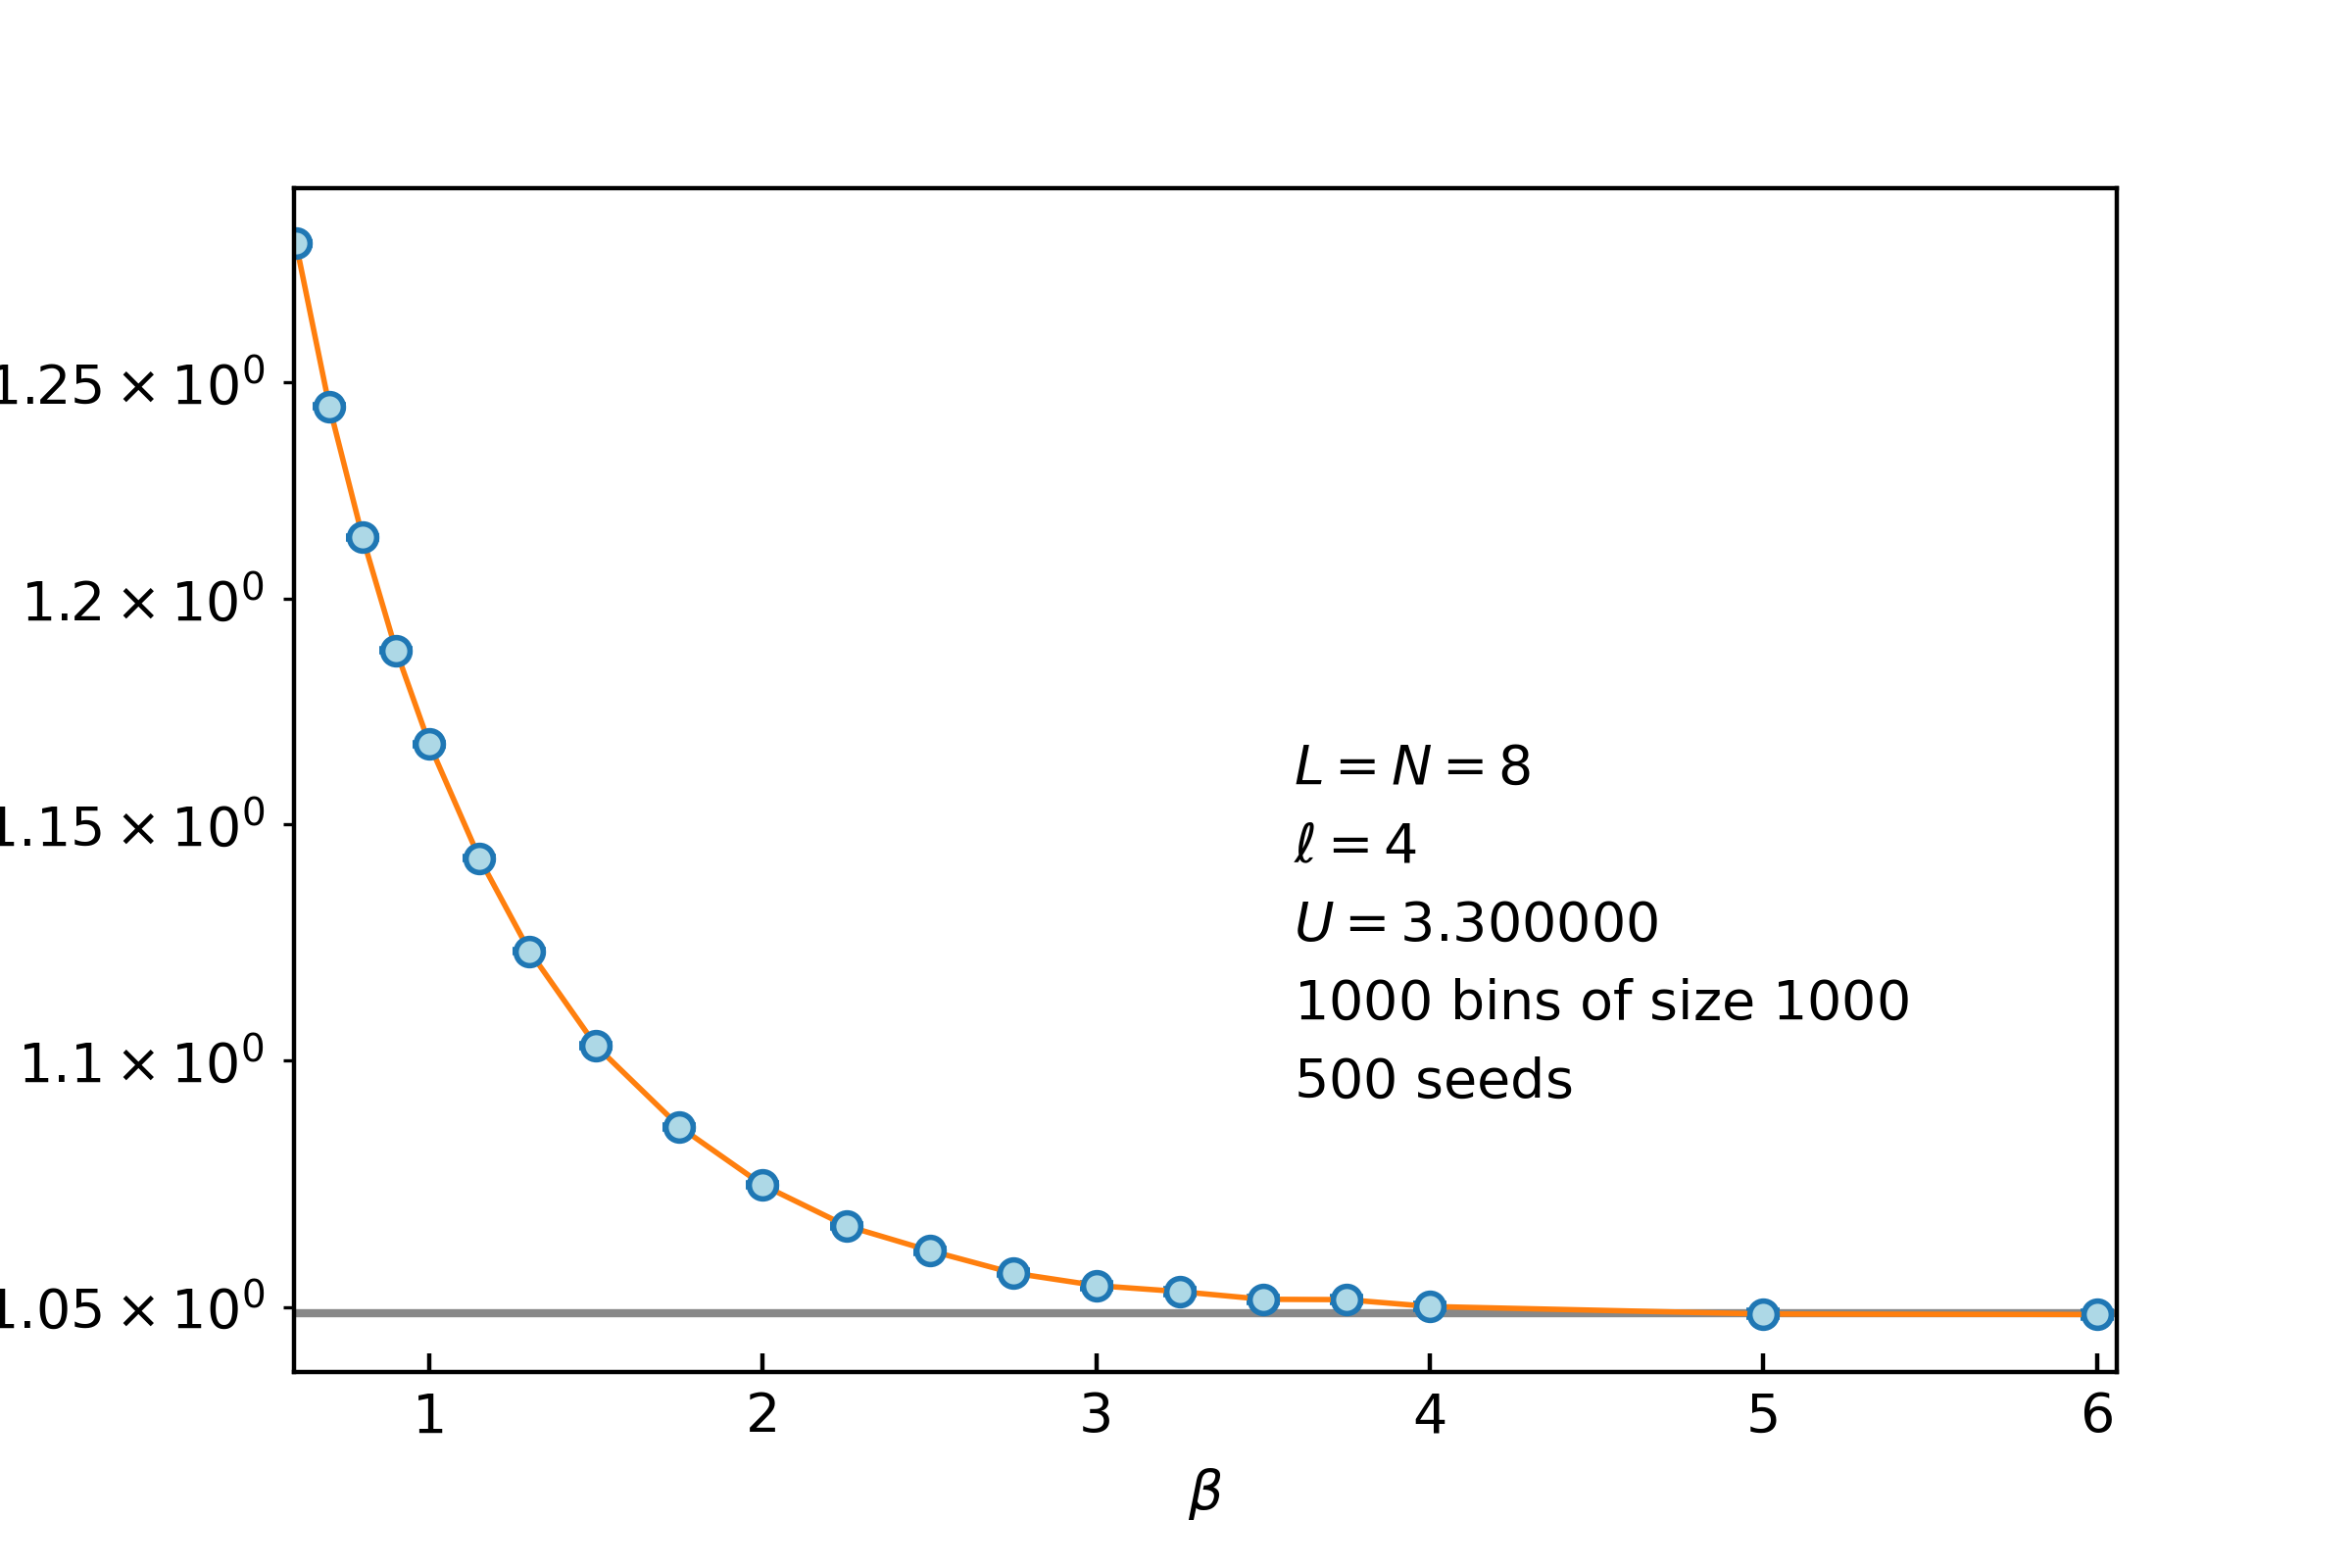 1.25 × 10⁰
1.2 × 10⁰
1.15 × 10⁰
1.1 × 10⁰
1.05 × 10⁰
L = N = 8
ℓ = 4
U = 3.300000
1000 bins of size 1000
500 seeds
1 2 3 4 5 6
β